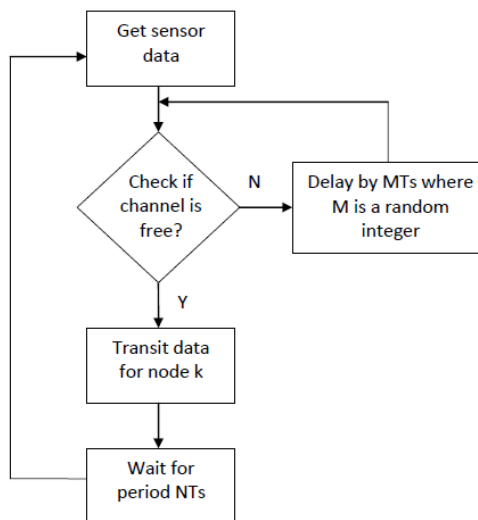 Get sensor
data
Check if
channel is
free?
N
Delay by MTs where
M is a random
integer
Y
Transit data
for node k
Wait for
period NTs